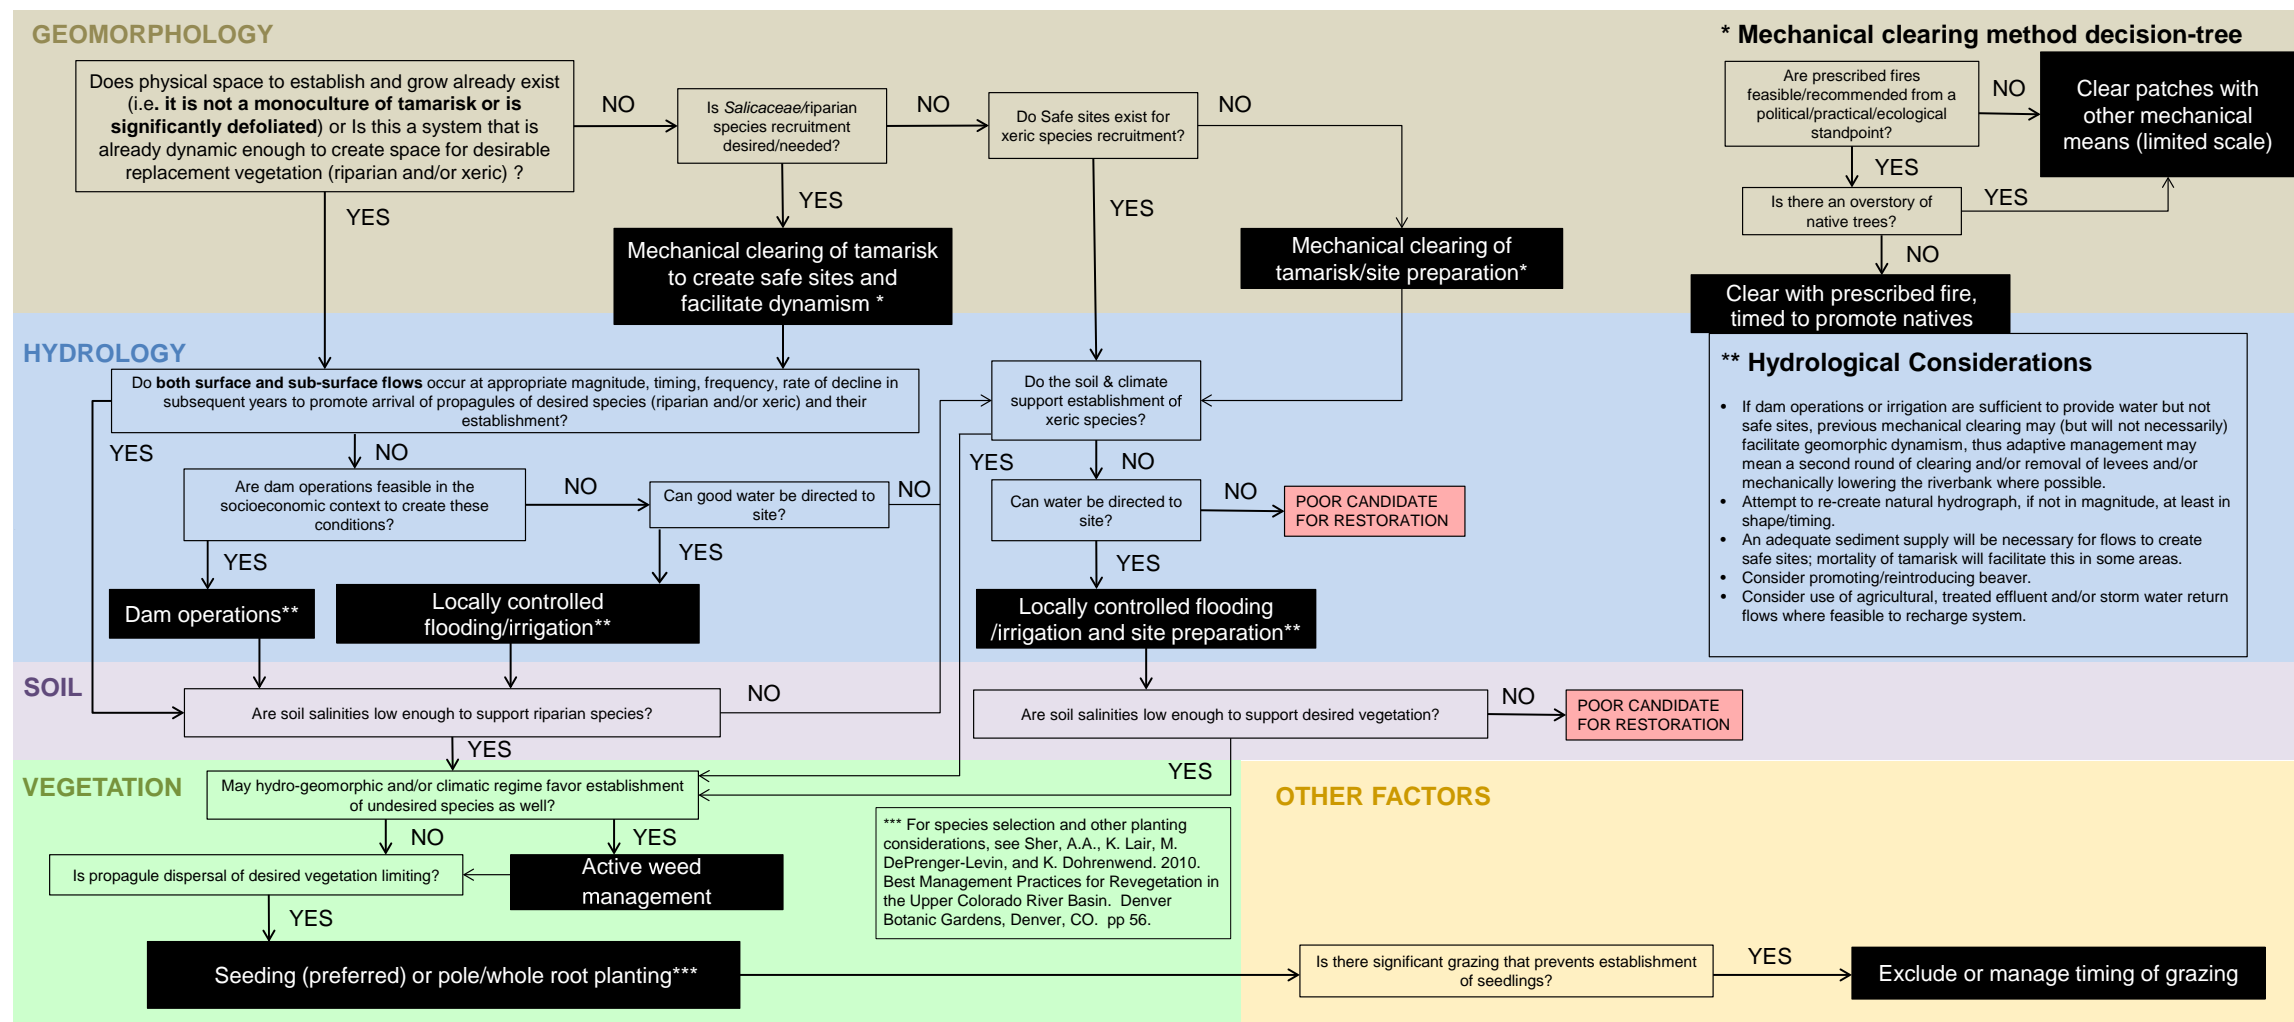 GEOMORPHOLOGY
Does physical space to establish and grow already exist
(i.e. it is not a monoculture of tamarisk or is
significantly defoliated) or Is this a system that is
already dynamic enough to create space for desirable
replacement vegetation (riparian and/or xeric) ?
NO
YES
Is Salicaceae/riparian
species recruitment
desired/needed?
NO
YES
Do Safe sites exist for
xeric species recruitment?
NO
YES
Mechanical clearing of tamarisk
to create safe sites and
facilitate dynamism *
Mechanical clearing of
tamarisk/site preparation*
* Mechanical clearing method decision-tree
Are prescribed fires
feasible/recommended from a
political/practical/ecological
standpoint?
NO
YES
Clear patches with
other mechanical
means (limited scale)
Is there an overstory of
native trees?
YES
NO
Clear with prescribed fire,
timed to promote natives
HYDROLOGY
Do both surface and sub-surface flows occur at appropriate magnitude, timing, frequency, rate of decline in
subsequent years to promote arrival of propagules of desired species (riparian and/or xeric) and their
establishment?
YES
NO
Are dam operations feasible in the
socioeconomic context to create these
conditions?
NO
YES
Can good water be directed to
site?
NO
YES
Dam operations**
Locally controlled
flooding/irrigation**
Do the soil & climate
support establishment of
xeric species?
YES
NO
Can water be directed to
site?
NO
YES
POOR CANDIDATE
FOR RESTORATION
Locally controlled flooding
/irrigation and site preparation**
** Hydrological Considerations
• If dam operations or irrigation are sufficient to provide water but not
safe sites, previous mechanical clearing may (but will not necessarily)
facilitate geomorphic dynamism, thus adaptive management may
mean a second round of clearing and/or removal of levees and/or
mechanically lowering the riverbank where possible.
• Attempt to re-create natural hydrograph, if not in magnitude, at least in
shape/timing.
• An adequate sediment supply will be necessary for flows to create
safe sites; mortality of tamarisk will facilitate this in some areas.
• Consider promoting/reintroducing beaver.
• Consider use of agricultural, treated effluent and/or storm water return
flows where feasible to recharge system.
SOIL
Are soil salinities low enough to support riparian species?
NO
YES
Are soil salinities low enough to support desired vegetation?
NO
YES
POOR CANDIDATE
FOR RESTORATION
VEGETATION
May hydro-geomorphic and/or climatic regime favor establishment
of undesired species as well?
NO
YES
Is propagule dispersal of desired vegetation limiting?
YES
Active weed
management
*** For species selection and other planting
considerations, see Sher, A.A., K. Lair, M.
DePrenger-Levin, and K. Dohrenwend. 2010.
Best Management Practices for Revegetation in
the Upper Colorado River Basin. Denver
Botanic Gardens, Denver, CO. pp 56.
Seeding (preferred) or pole/whole root planting***
OTHER FACTORS
Is there significant grazing that prevents establishment
of seedlings?
YES
Exclude or manage timing of grazing